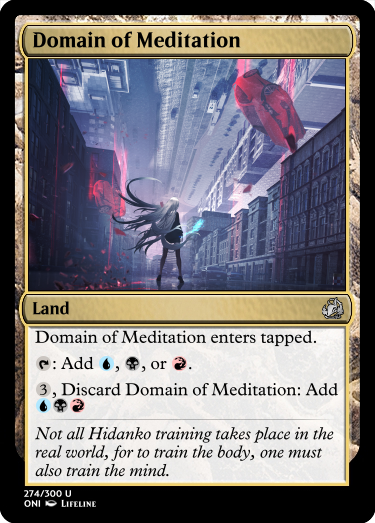 Domain of Meditation
Land
Domain of Meditation enters tapped.
: Add , , or .
3, Discard Domain of Meditation: Add
Not all Hidanko training takes place in the
real world, for to train the body, one must
also train the mind.
274/300 U
ONI LIFELINE